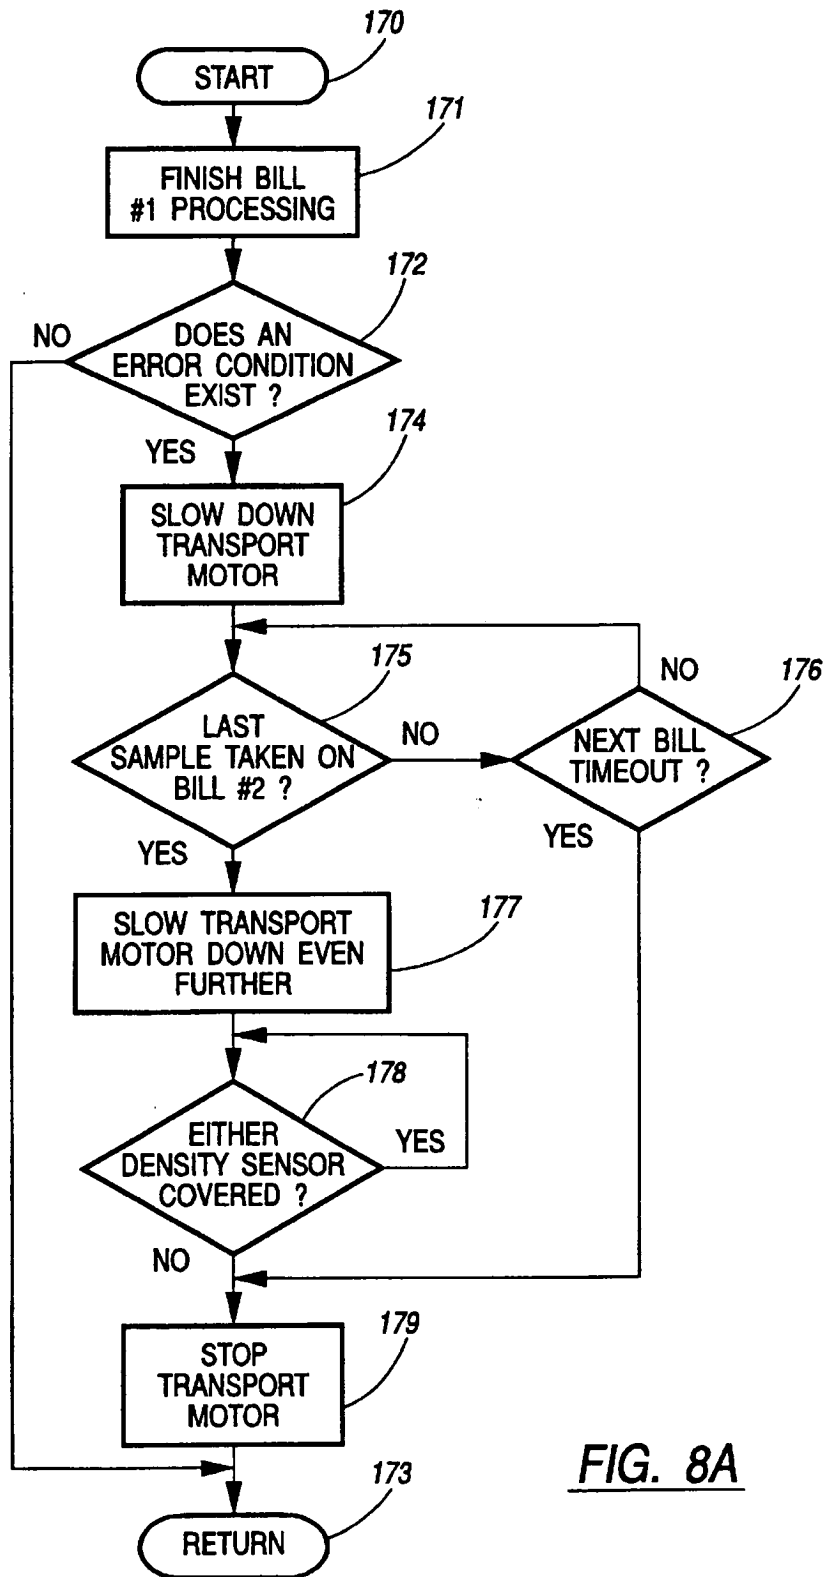 170
START
171
FINISH BILL
#1 PROCESSING
172
NO
DOES AN
ERROR CONDITION
EXIST ?
174
YES
SLOW DOWN
TRANSPORT
MOTOR
175
NO
176
LAST
SAMPLE TAKEN ON
BILL #2 ?
NO
NEXT BILL
TIMEOUT ?
YES
YES
SLOW TRANSPORT
MOTOR DOWN EVEN
FURTHER
177
178
EITHER
DENSITY SENSOR
COVERED ?
YES
NO
179
STOP
TRANSPORT
MOTOR
FIG. 8A
173
RETURN